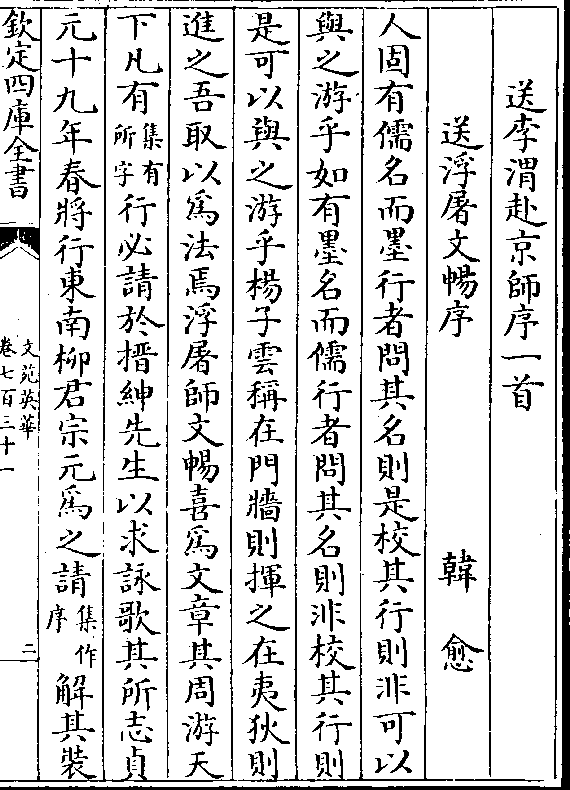 送李渭赴京師序一首
送浮屠文暢序　韓愈
人固有儒名而墨行者問其名則是校其行則非可以
與之游乎如有墨名而儒行者問其名則非校其行則
是可以與之游乎楊子雲稱在門牆則揮之在夷狄則
進之吾取以為法焉浮屠師文暢喜為文章其周游天
下凡有集有所字行必請於搢紳先生以求詠歌其所志貞
元十九年春將行東南柳君宗元為之請集作序解其裝
欽定四庫全書
文苑英華
卷七百三十一
二